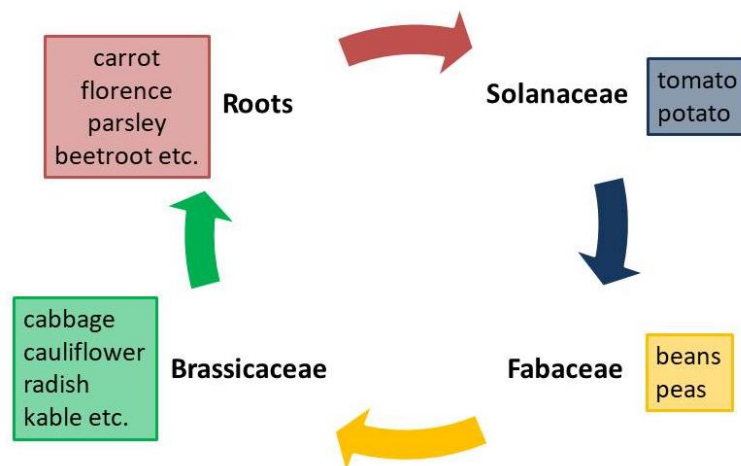 carrot
florence
parsley
beetroot etc.
Roots
Solanaceae
tomato
potato
cabbage
cauliflower
radish
kable etc.
Brassicaceae
Fabaceae
beans
peas